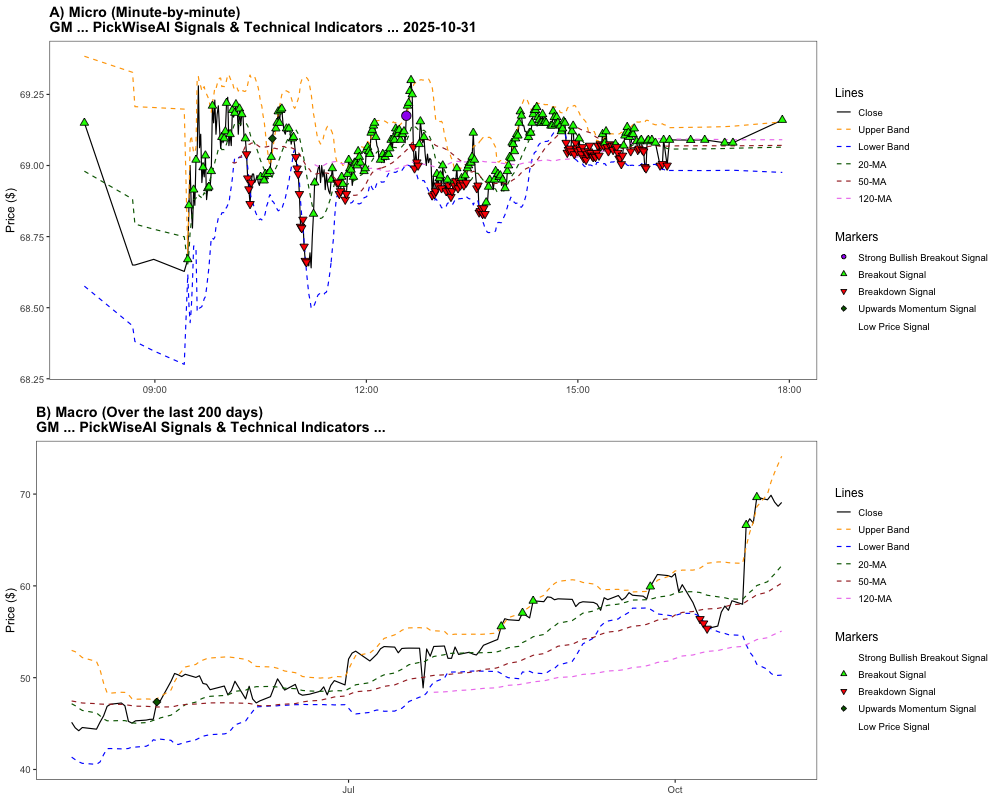 A) Micro (Minute-by-minute)
GM ... PickWiseAI Signals & Technical Indicators ... 2025-10-31
Price ($)
69.25
69.00
68.75
68.50
68.25
09:00
12:00
15:00
18:00
Lines
Close
Upper Band
Lower Band
20-MA
50-MA
120-MA
Markers
Strong Bullish Breakout Signal
Breakout Signal
Breakdown Signal
Upwards Momentum Signal
Low Price Signal
B) Macro (Over the last 200 days)
GM ... PickWiseAI Signals & Technical Indicators ...
Price ($)
70
60
50
40
Jul
Oct
Lines
Close
Upper Band
Lower Band
20-MA
50-MA
120-MA
Markers
Strong Bullish Breakout Signal
Breakout Signal
Breakdown Signal
Upwards Momentum Signal
Low Price Signal